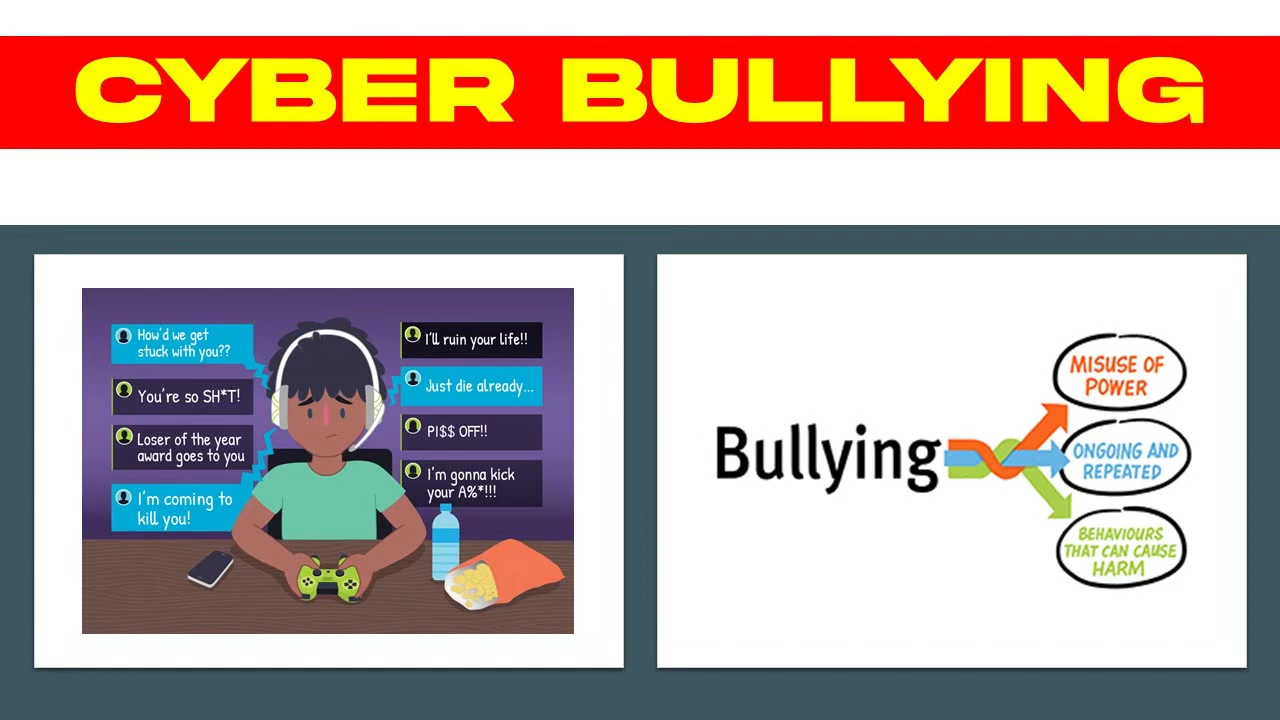 CYBER BULLYING
How'd we get
stuck with you??
You're so SH*T!
Loser of the year
award goes to you
I'm coming to
kill you!
I'll ruin your life!!
Just die already...
PI$$ OFF!!
I'm gonna kick
your A%*!!!
Bullying
MISUSE OF
POWER
ONGOING AND
REPEATED
BEHAVIOURS
THAT CAN CAUSE
HARM